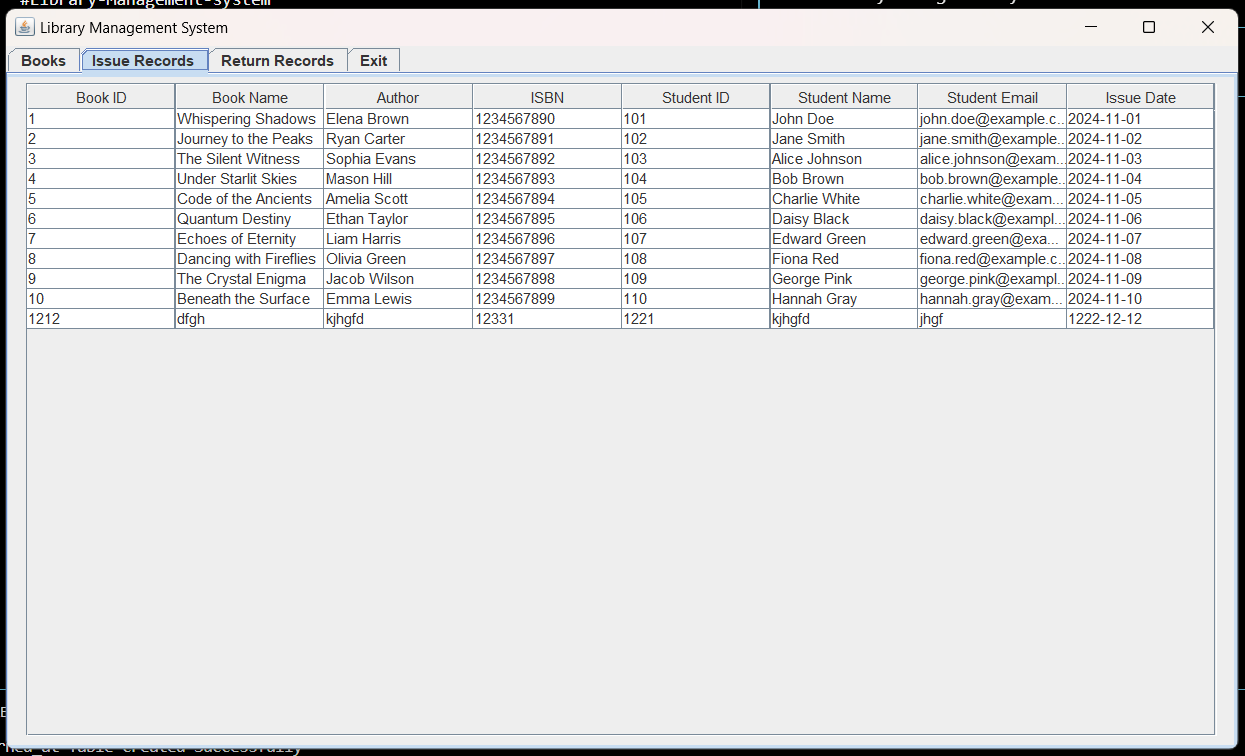 #Library-Management-system
Library Management System
Books Issue Records Return Records Exit
Book ID Book Name Author ISBN Student ID Student Name Student Email Issue Date
1 Whispering Shadows Elena Brown 1234567890 101 John Doe john.doe@example.c... 2024-11-01
2 Journey to the Peaks Ryan Carter 1234567891 102 Jane Smith jane.smith@example... 2024-11-02
3 The Silent Witness Sophia Evans 1234567892 103 Alice Johnson alice.johnson@exam... 2024-11-03
4 Under Starlit Skies Mason Hill 1234567893 104 Bob Brown bob.brown@example... 2024-11-04
5 Code of the Ancients Amelia Scott 1234567894 105 Charlie White charlie.white@exam... 2024-11-05
6 Quantum Destiny Ethan Taylor 1234567895 106 Daisy Black daisy.black@exampl... 2024-11-06
7 Echoes of Eternity Liam Harris 1234567896 107 Edward Green edward.green@exa... 2024-11-07
8 Dancing with Fireflies Olivia Green 1234567897 108 Fiona Red fiona.red@example.c... 2024-11-08
9 The Crystal Enigma Jacob Wilson 1234567898 109 George Pink george.pink@exampl... 2024-11-09
10 Beneath the Surface Emma Lewis 1234567899 110 Hannah Gray hannah.gray@exam... 2024-11-10
1212 dfgh kjhgfd 12331 1221 kjhgfd jhgf 1222-12-12
Table created successfully